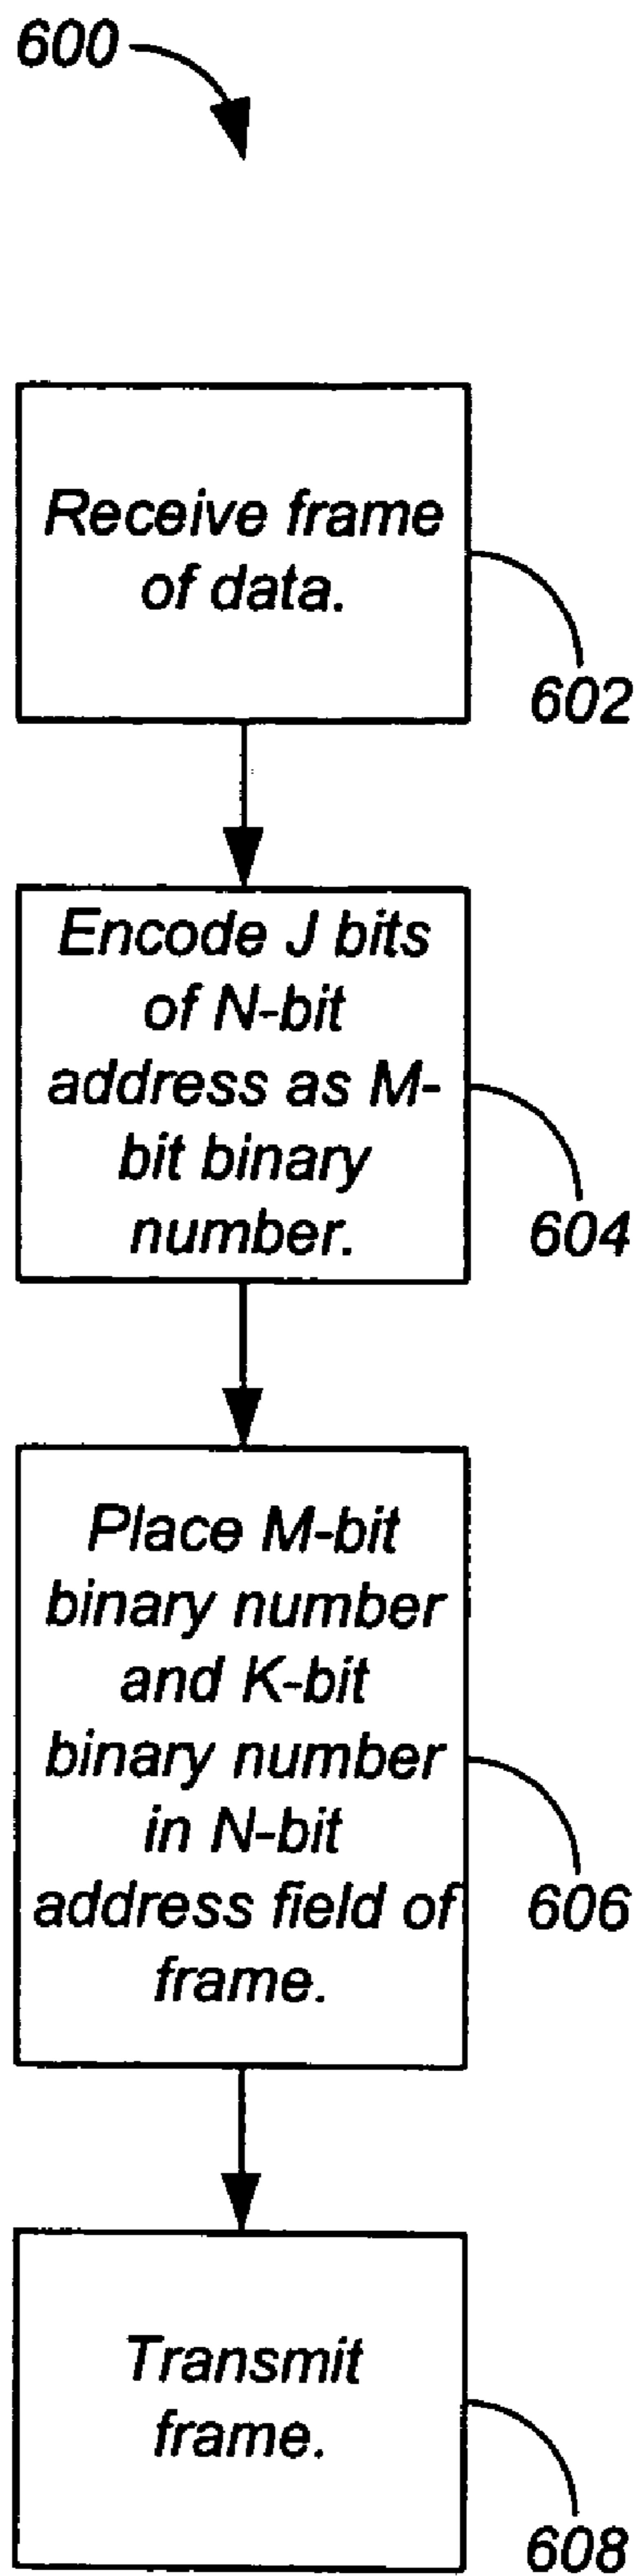 600
Receive frame
of data.
602
Encode J bits
of N-bit
address as M-
bit binary
number.
604
Place M-bit
binary number
and K-bit
binary number
in N-bit
address field of
frame.
606
Transmit
frame.
608